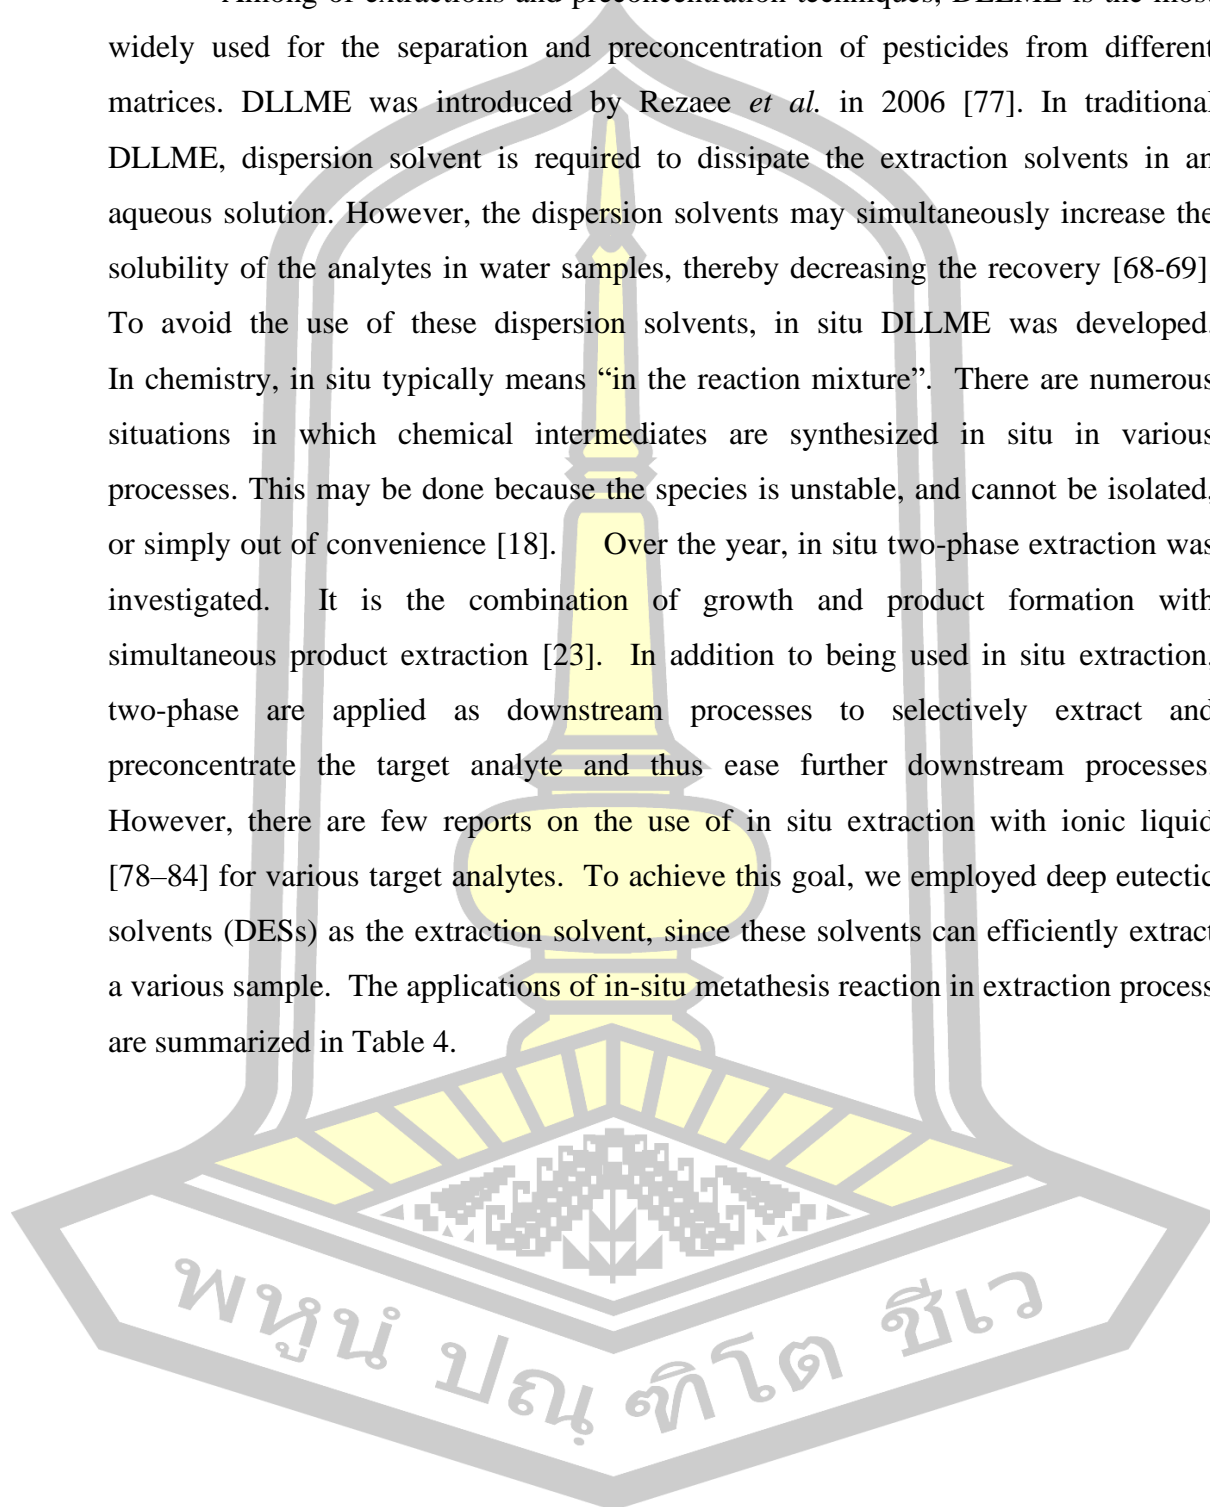 Among of extractions and preconcentration techniques, DLLME is the most
widely used for the separation and preconcentration of pesticides from different
matrices. DLLME was introduced by Rezaee et al. in 2006 [77]. In traditional
DLLME, dispersion solvent is required to dissipate the extraction solvents in an
aqueous solution. However, the dispersion solvents may simultaneously increase the
solubility of the analytes in water samples, thereby decreasing the recovery [68-69]
To avoid the use of these dispersion solvents, in situ DLLME was developed.
In chemistry, in situ typically means “in the reaction mixture”. There are numerous
situations in which chemical intermediates are synthesized in situ in various
processes. This may be done because the species is unstable, and cannot be isolated,
or simply out of convenience [18]. Over the year, in situ two-phase extraction was
investigated. It is the combination of growth and product formation with
simultaneous product extraction [23]. In addition to being used in situ extraction,
two-phase are applied as downstream processes to selectively extract and
preconcentrate the target analyte and thus ease further downstream processes.
However, there are few reports on the use of in situ extraction with ionic liquid
[78–84] for various target analytes. To achieve this goal, we employed deep eutectic
solvents (DESs) as the extraction solvent, since these solvents can efficiently extract
a various sample. The applications of in-situ metathesis reaction in extraction process
are summarized in Table 4.
พหูนํ ปณฺฑิโต ชีเว